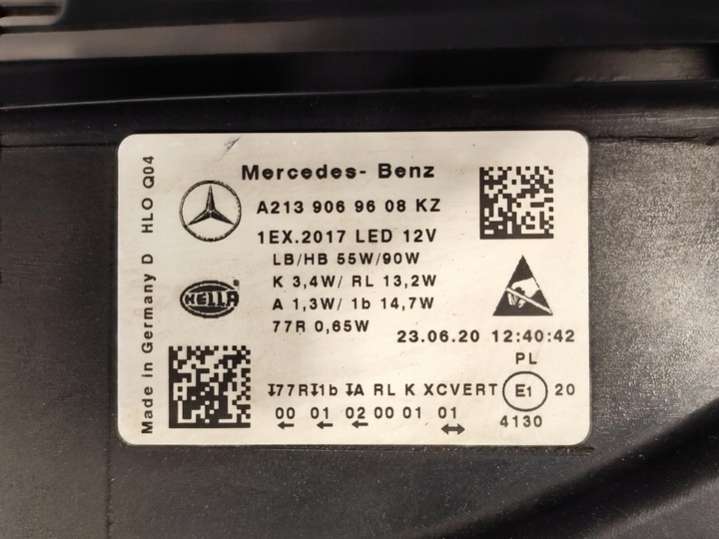 Mercedes- Benz
A213 906 96 08 KZ
1EX.2017 LED 12V
LB/HB 55W/90W
K 3,4W/ RL 13,2W
A 1,3W/ 1b 14,7W
77R 0,65W
23.06.20 12:40:42
PL
HELLA
Made in Germany D HLO Q04
77R 1b IA RL K XCVERT E1 20
00 01 02 00 01 01
4130